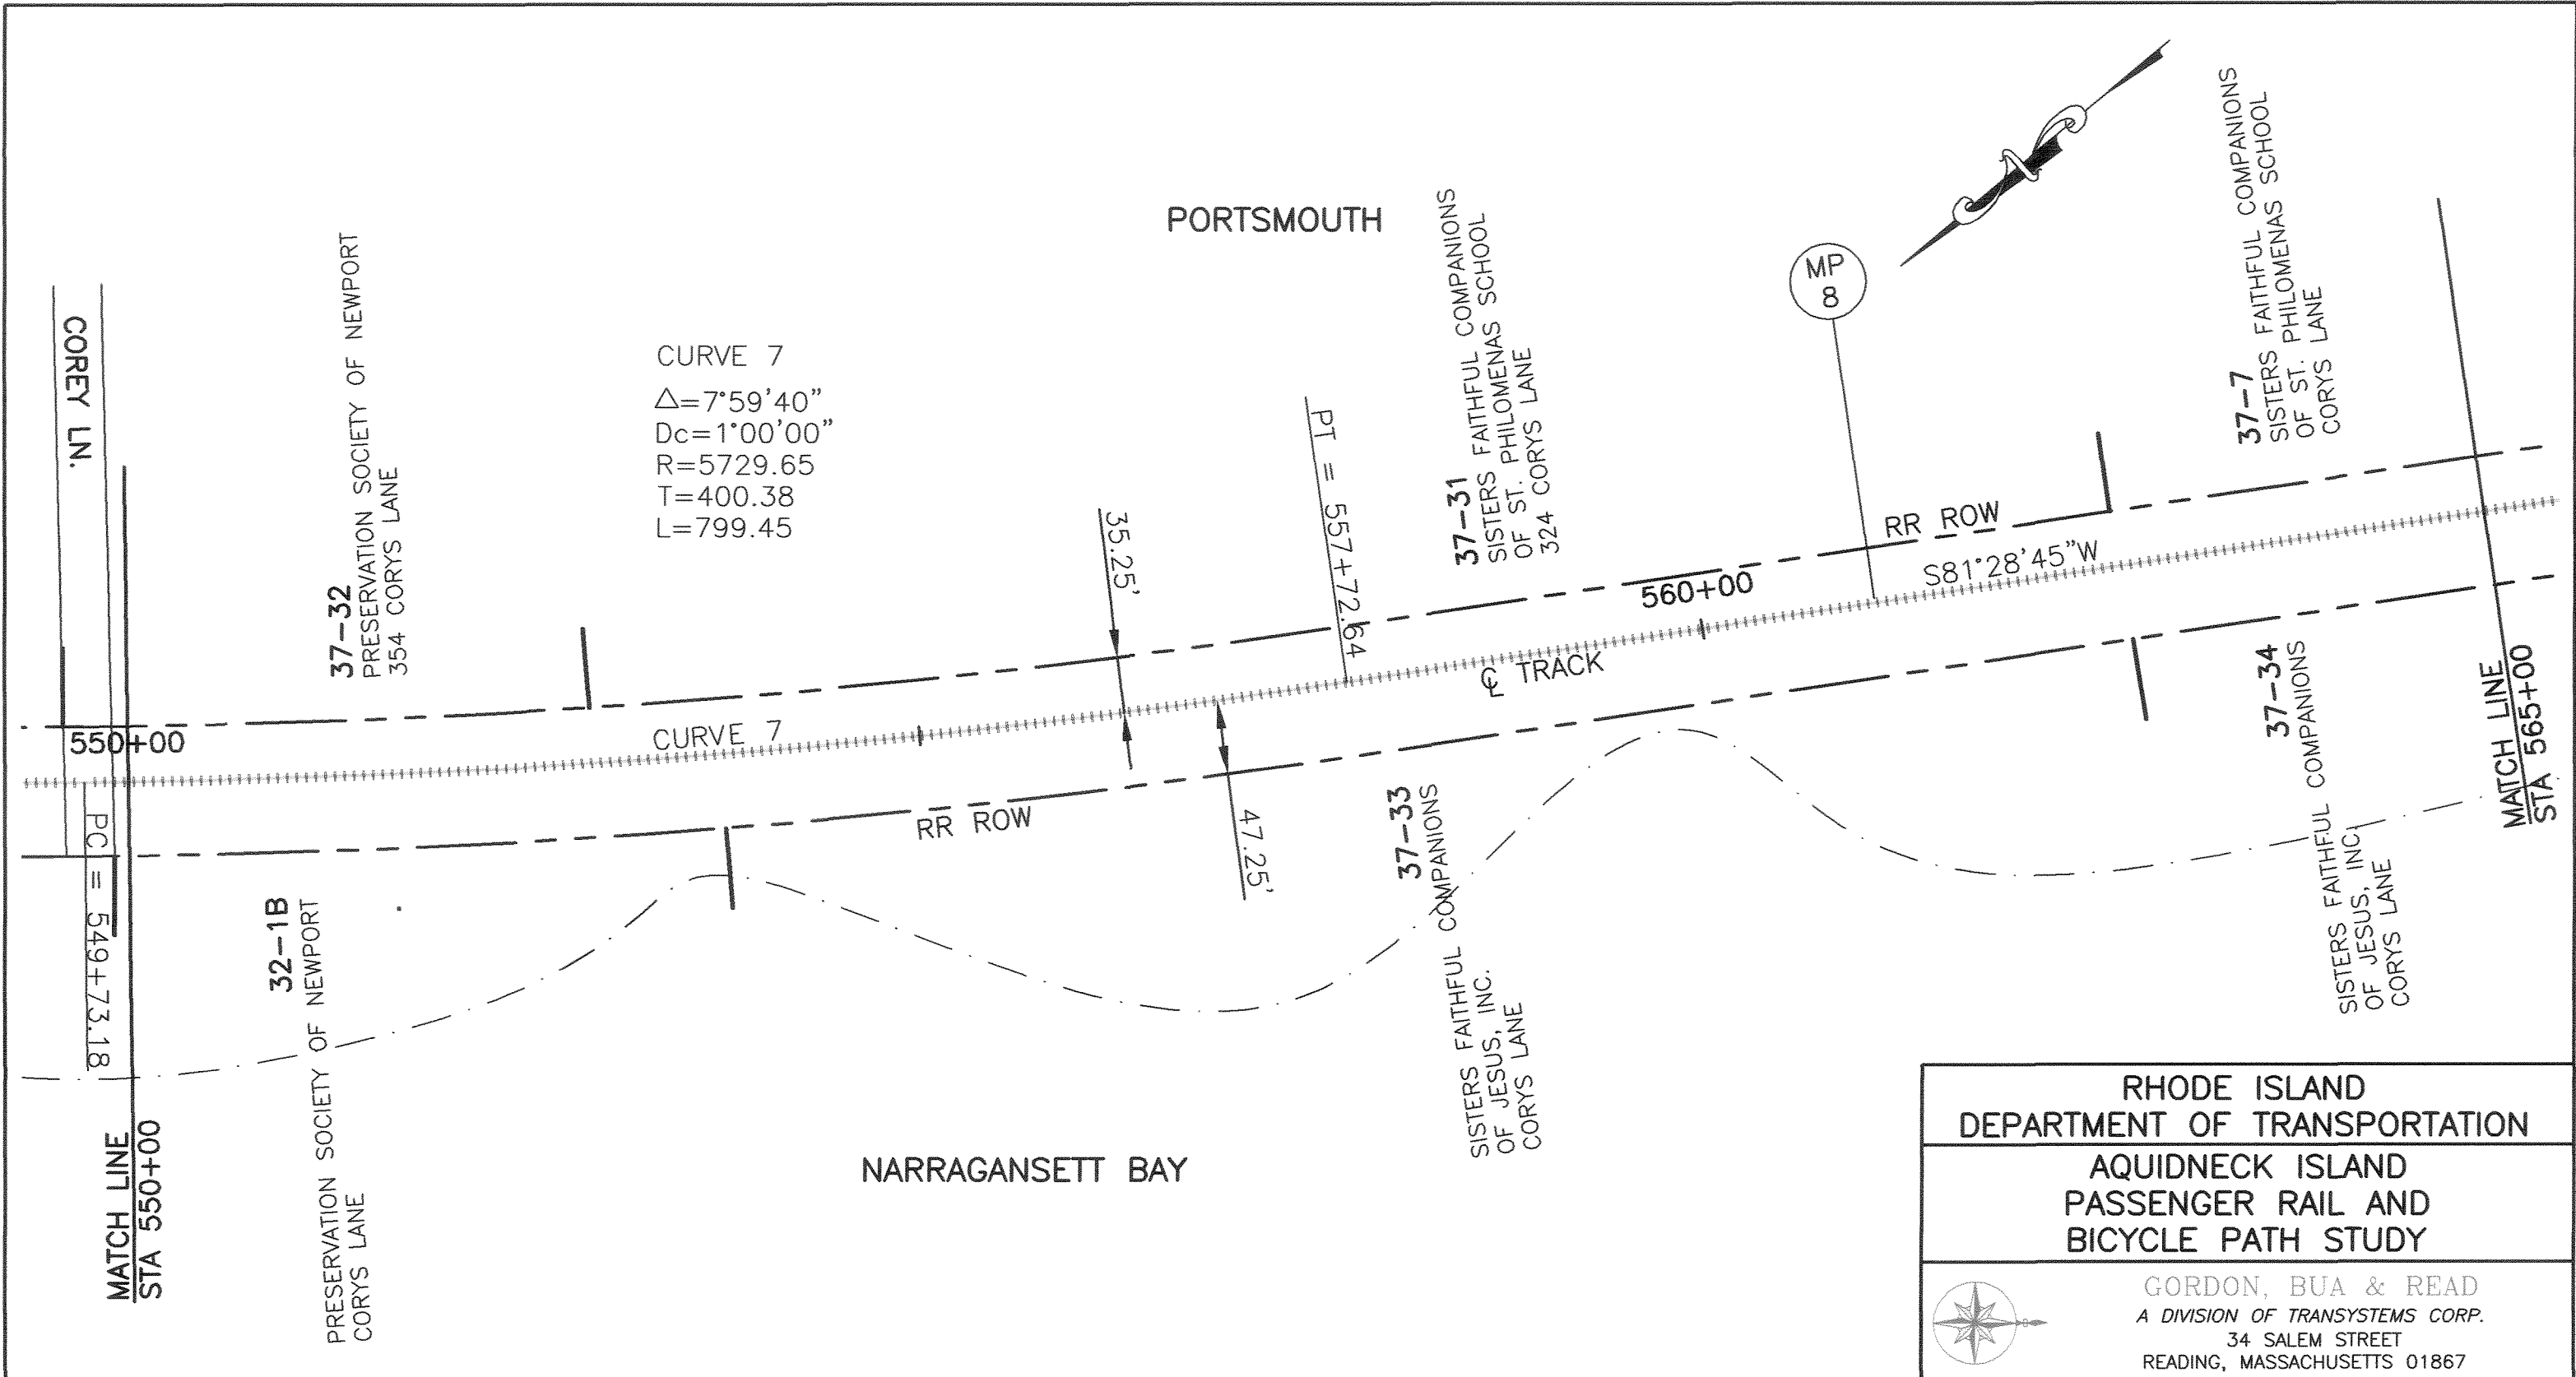 PORTSMOUTH
COREY LN.
37-32
PRESERVATION SOCIETY OF NEWPORT
354 CORYS LANE
CURVE 7
△=7°59'40"
Dc=1°00'00"
R=5729.65
T=400.38
L=799.45
35.25'
PT = 557+72.64
37-31
SISTERS FAITHFUL COMPANIONS
OF ST. PHILOMENAS SCHOOL
324 CORYS LANE
MP
8
37-7
SISTERS FAITHFUL COMPANIONS
OF ST. PHILOMENAS SCHOOL
CORYS LANE
RR ROW
S81°28'45"W
560+00
℄ TRACK
550+00
CURVE 7
RR ROW
47.25'
PC = 549+73.18
MATCH LINE
STA 550+00
32-1B
PRESERVATION SOCIETY OF NEWPORT
CORYS LANE
37-33
SISTERS FAITHFUL COMPANIONS
OF JESUS, INC.
CORYS LANE
37-34
SISTERS FAITHFUL COMPANIONS
OF JESUS, INC.
CORYS LANE
MATCH LINE
STA 565+00
NARRAGANSETT BAY
RHODE ISLAND
DEPARTMENT OF TRANSPORTATION
AQUIDNECK ISLAND
PASSENGER RAIL AND
BICYCLE PATH STUDY
GORDON, BUA & READ
A DIVISION OF TRANSYSTEMS CORP.
34 SALEM STREET
READING, MASSACHUSETTS 01867